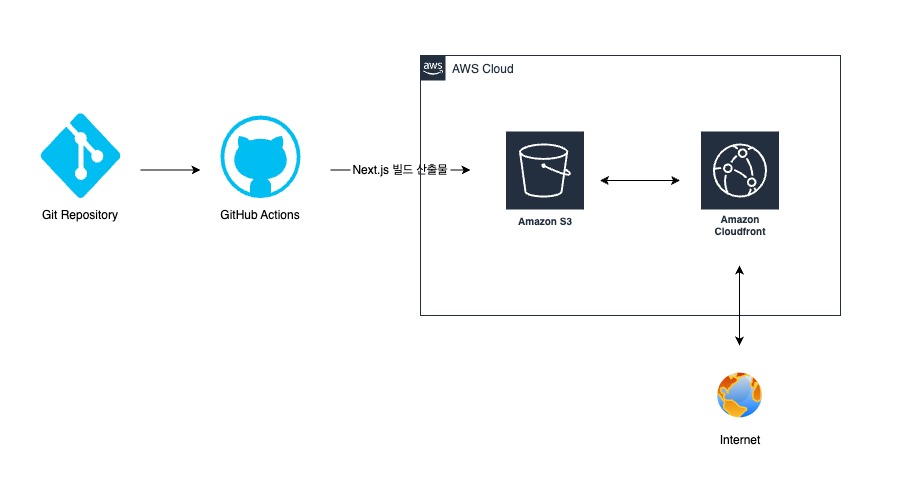 aws
AWS Cloud
Git Repository
GitHub Actions
Next.js 빌드 산출물
Amazon S3
Amazon
Cloudfront
Internet